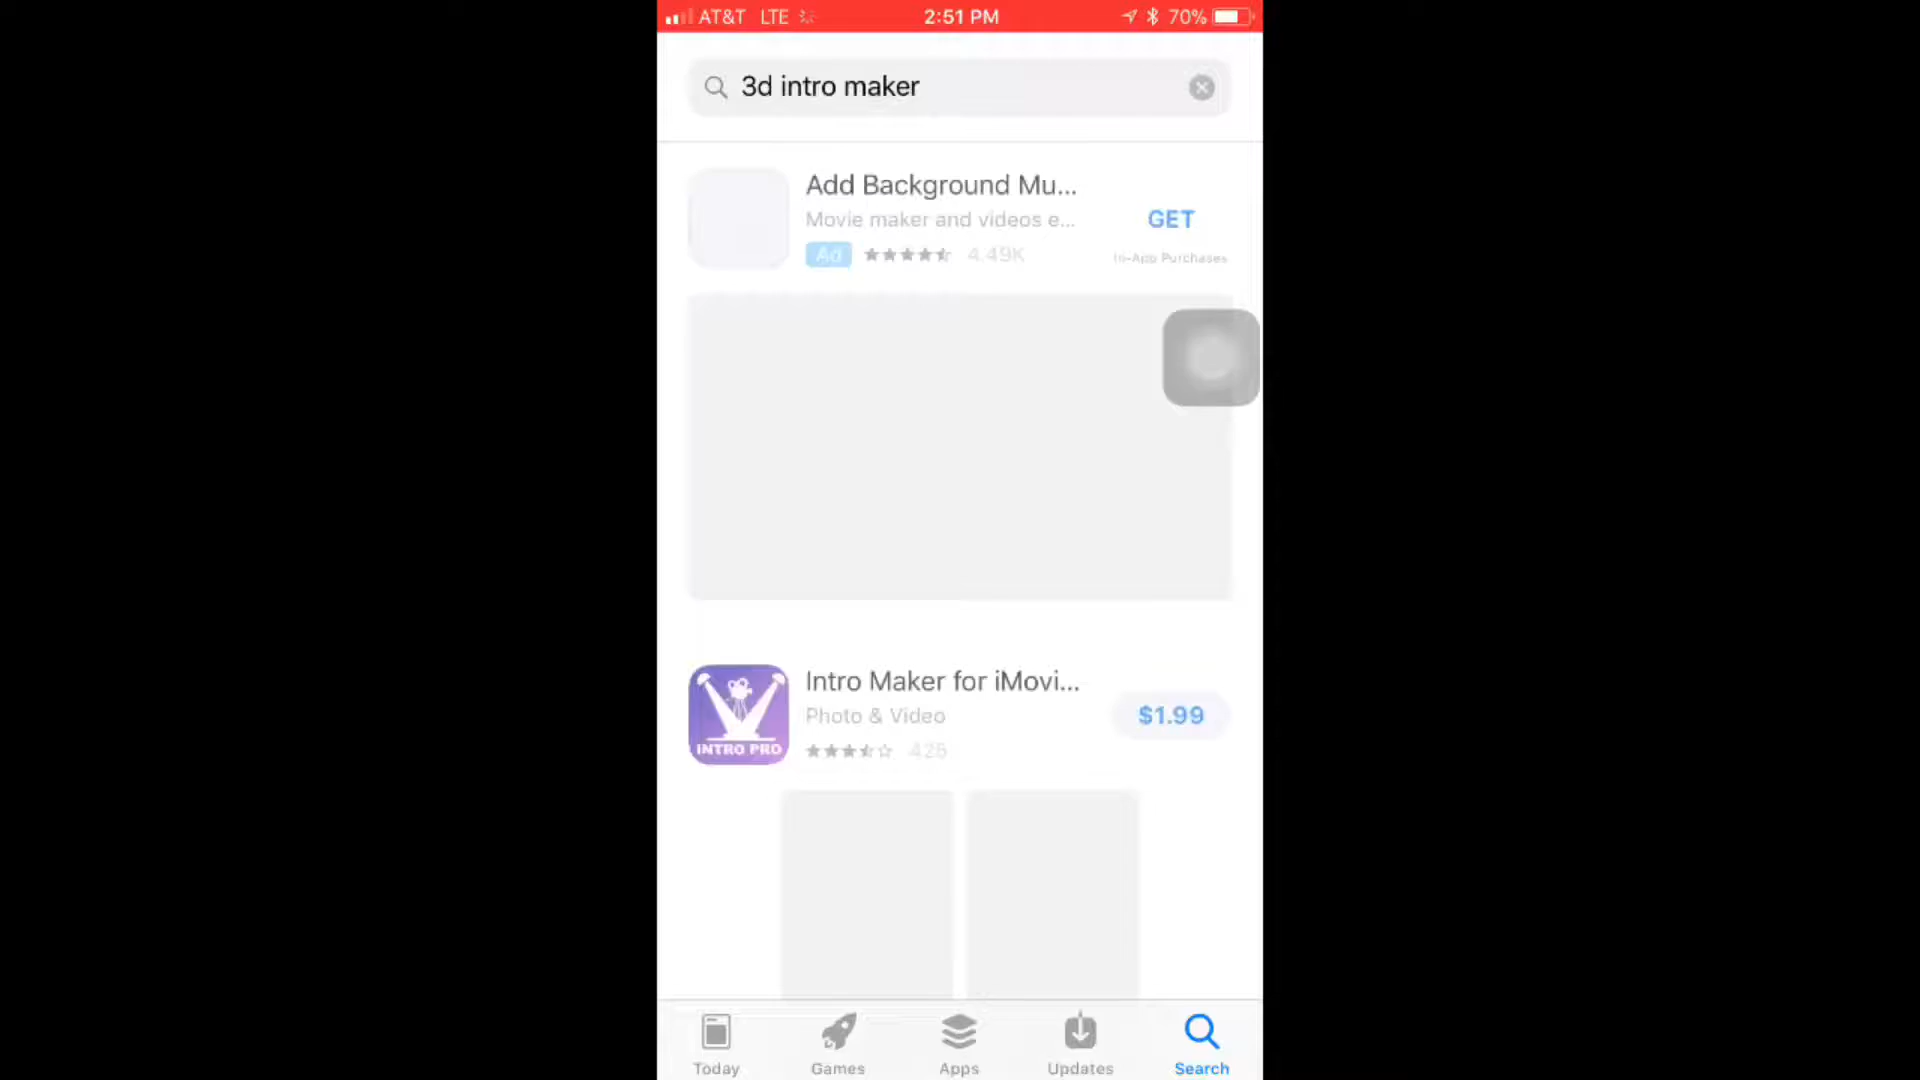 AT&T LTE 2:51 PM 70%
3d intro maker
Add Background Mu...
Movie maker and videos e...
GET
Ad 4.49K
In-App Purchases
Intro Maker for iMovi...
Photo & Video
$1.99
INTRO PRO
Today Games Apps Updates Search